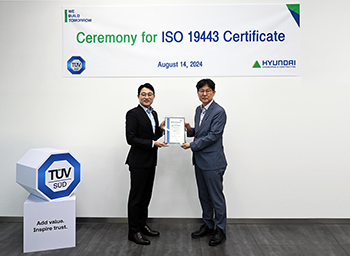 WE
BUILD
TOMORROW
Ceremony for ISO 19443 Certificate
August 14, 2024
TÜV
SÜD
HYUNDAI
TÜV
SÜD
Add value.
Inspire trust.